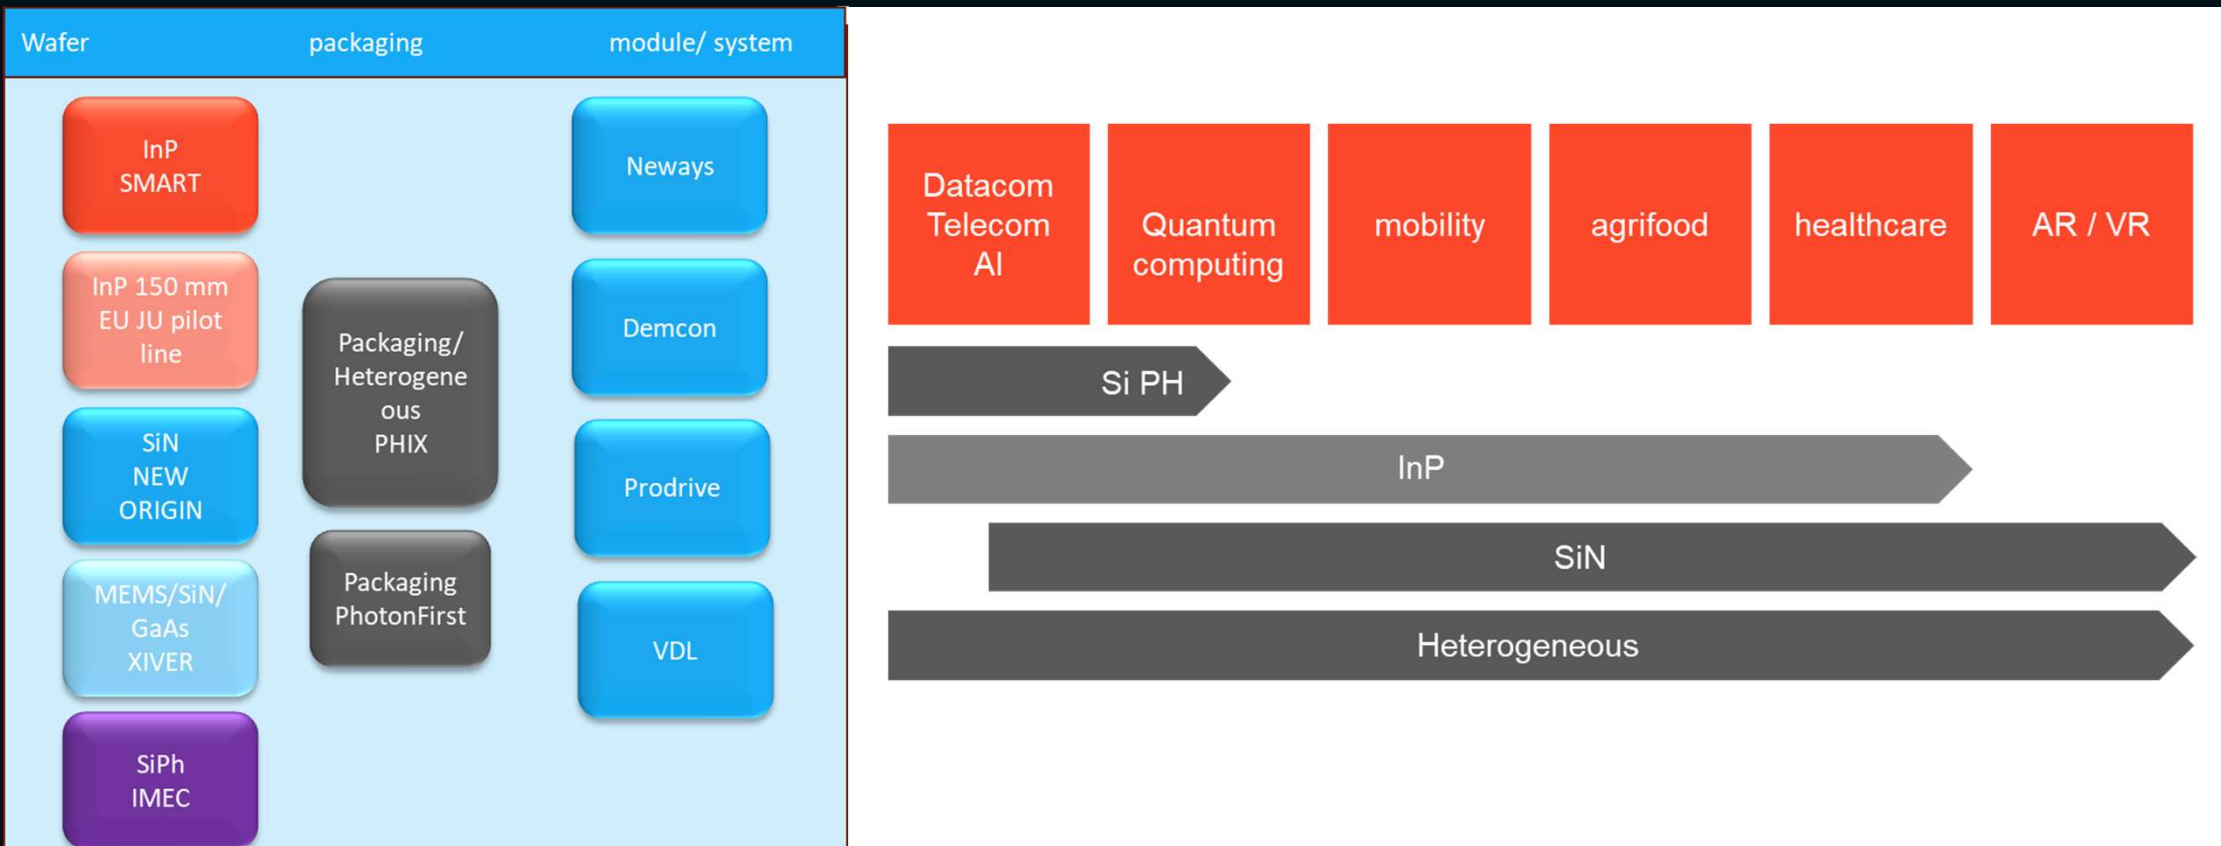 Wafer
packaging
module/ system
InP
SMART
InP 150 mm
EU JU pilot
line
SiN
NEW
ORIGIN
MEMS/SiN/
GaAs
XIVER
SiPh
IMEC
Packaging/
Heterogene
ous
PHIX
Packaging
PhotonFirst
Neways
Demcon
Prodrive
VDL
Datacom
Telecom
AI
Quantum
computing
mobility
agrifood
healthcare
AR / VR
Si PH
InP
SiN
Heterogeneous